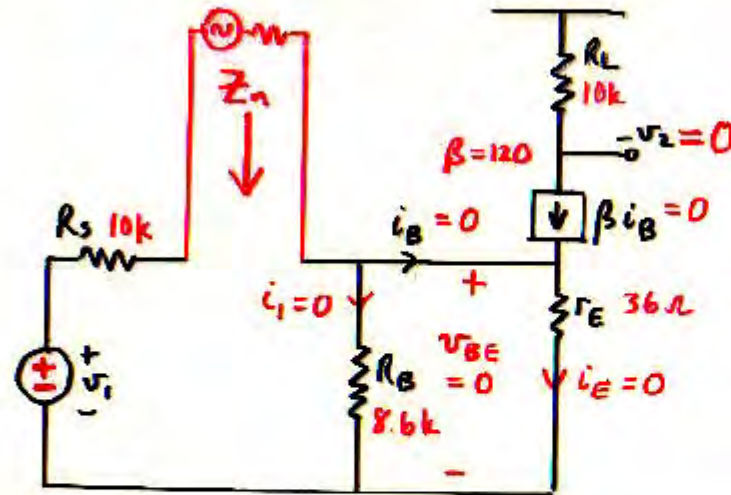 Zn
RL
10k
β=120
-v2=0
Rs 10k
iB=0
βiB=0
+
i1=0
rE 36Ω
+
v1
-
RB
8.6k
vBE
=0
iE=0
-